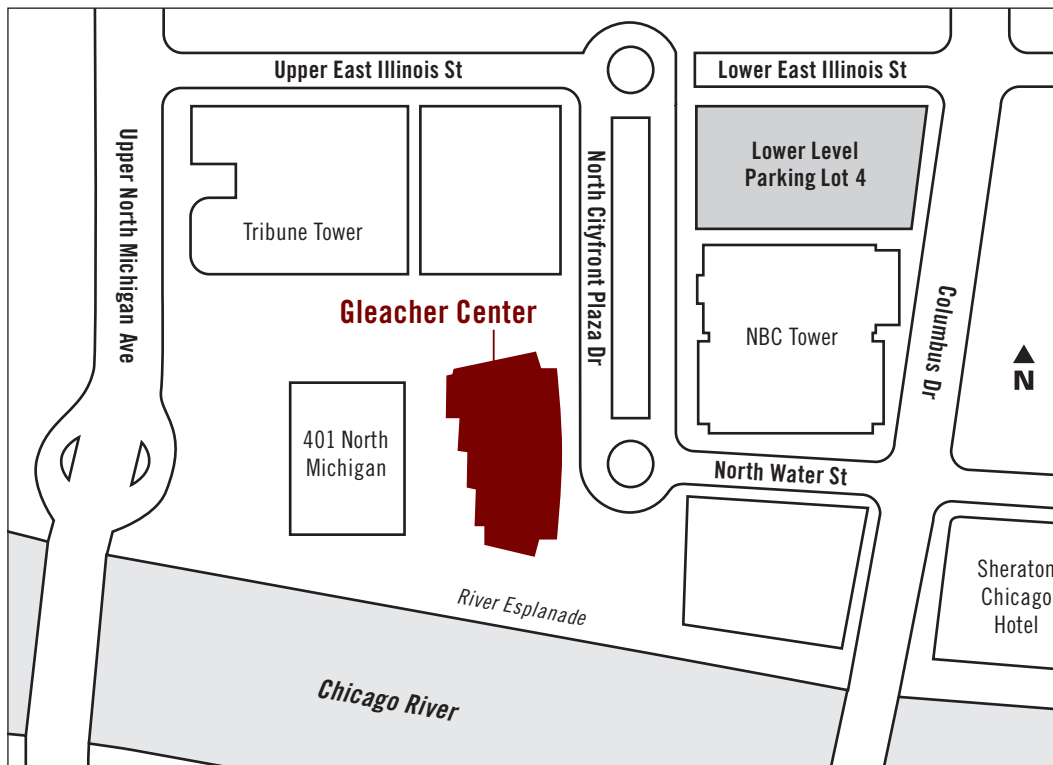 Upper East Illinois St
Lower East Illinois St
Upper North Michigan Ave
North Cityfront Plaza Dr
Lower Level
Parking Lot 4
Tribune Tower
Gleacher Center
NBC Tower
Columbus Dr
N
401 North
Michigan
North Water St
Sheraton
Chicago
Hotel
River Esplanade
Chicago River